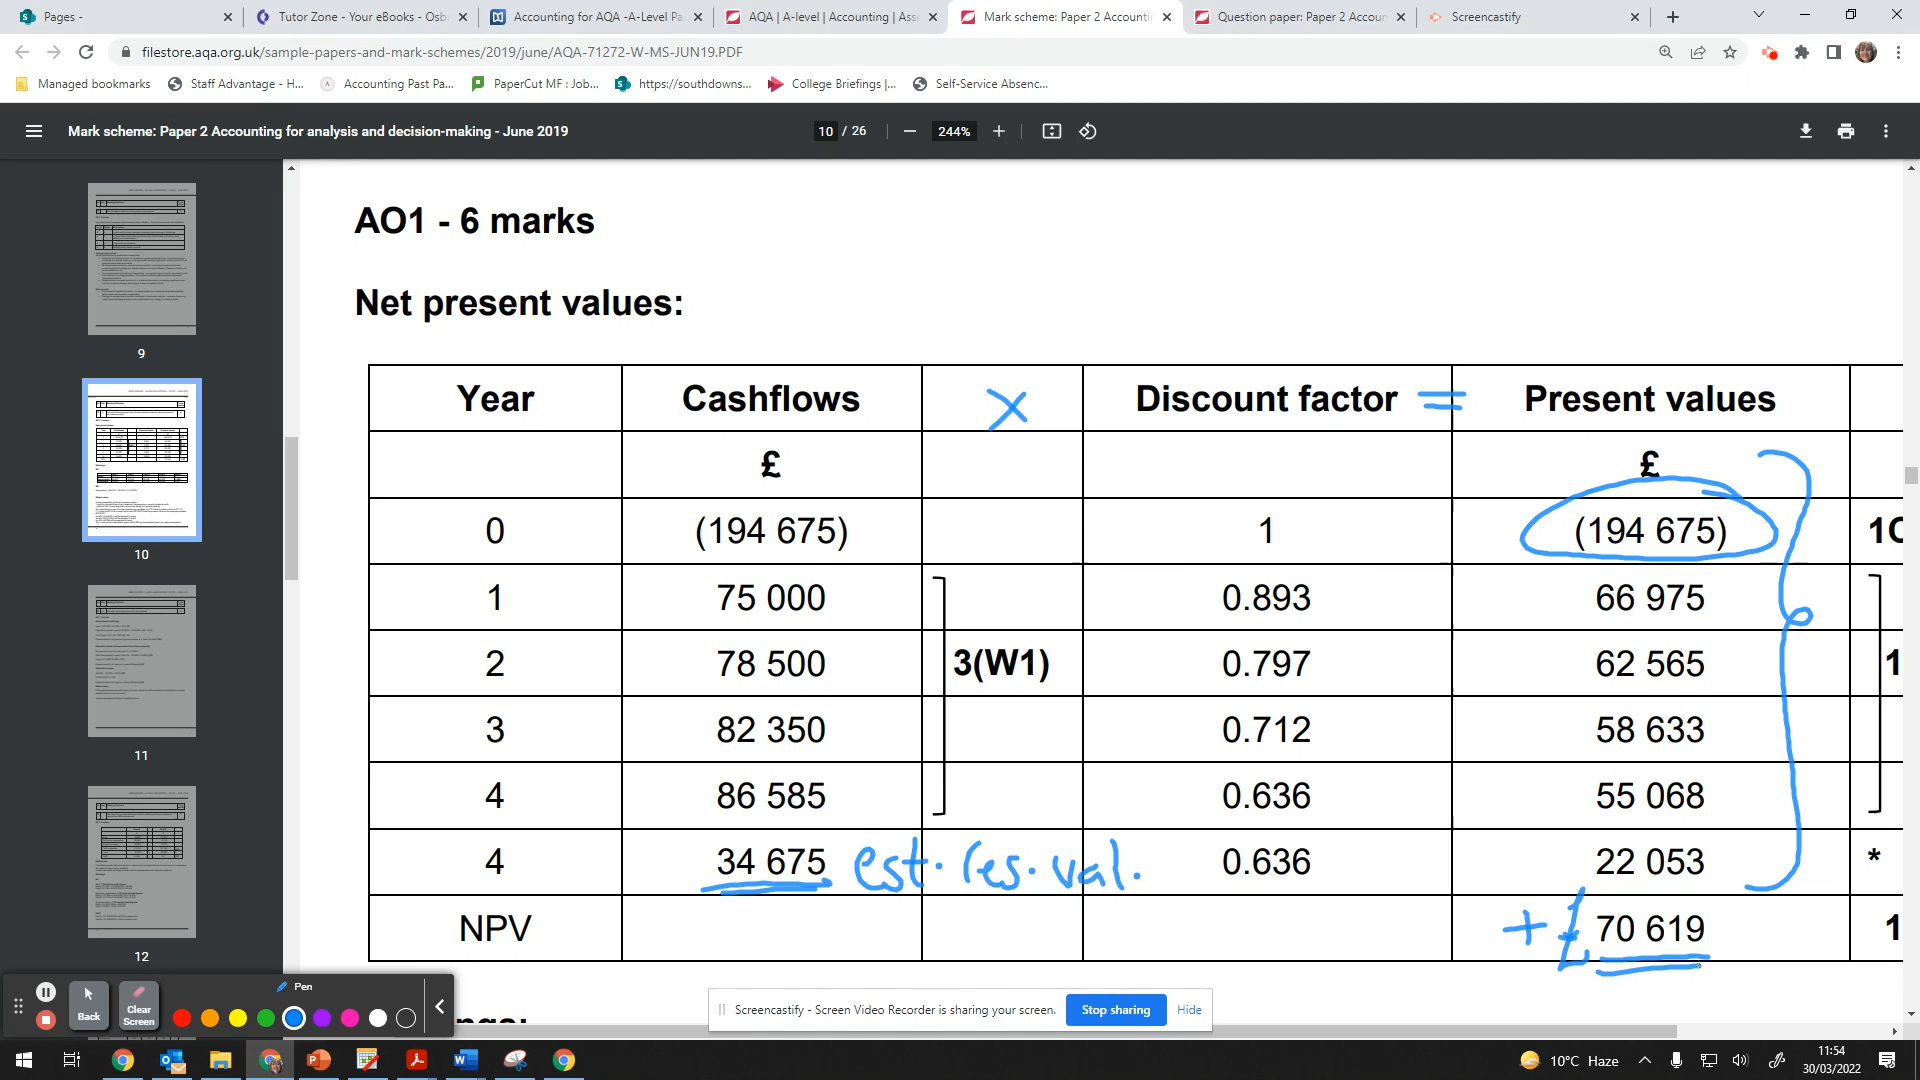 Pages -
Tutor Zone - Your eBooks - Osb
Accounting for AQA -A-Level Pa
AQA | A-level | Accounting | Ass
Mark scheme: Paper 2 Accounti
Question paper: Paper 2 Accoun
Screencastify
filestore.aqa.org.uk/sample-papers-and-mark-schemes/2019/june/AQA-71272-W-MS-JUN19.PDF
Managed bookmarks
Staff Advantage - H...
Accounting Past Pa...
PaperCut MF : Job...
https://southdowns...
College Briefings |...
Self-Service Absenc...
Mark scheme: Paper 2 Accounting for analysis and decision-making - June 2019
10 / 26
244%
9
10
11
12
AO1 - 6 marks
Net present values:
Year Cashflows X Discount factor = Present values
£ £
0 (194 675) 1 (194 675) 1C
1 75 000 0.893 66 975
2 78 500 3(W1) 0.797 62 565 1
3 82 350 0.712 58 633
4 86 585 0.636 55 068
4 34 675 est. res. val. 0.636 22 053 *
NPV + £ 70 619 1
Pen
Back
Clear
Screen
Screencastify - Screen Video Recorder is sharing your screen.
Stop sharing
Hide
10°C Haze
11:54
30/03/2022